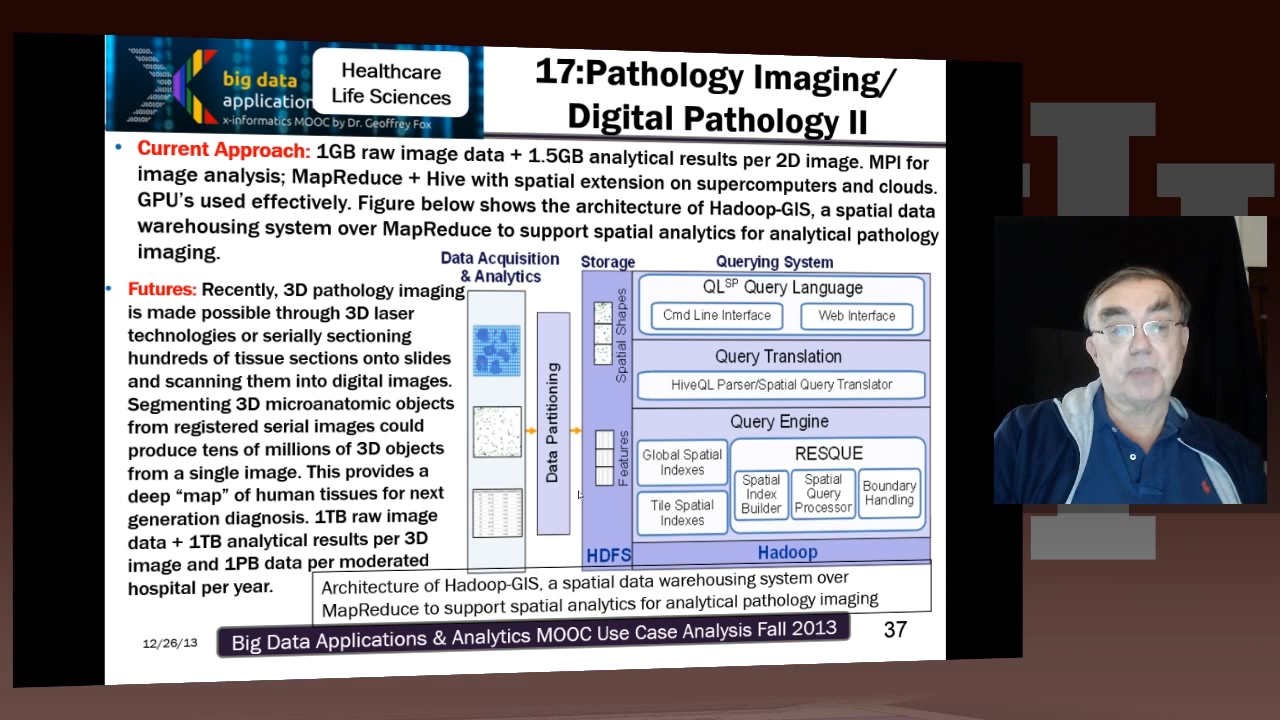 big data
application
x-informatics MOOC by Dr. Geoffrey Fox
Healthcare
Life Sciences
17:Pathology Imaging/
Digital Pathology II
• Current Approach: 1GB raw image data + 1.5GB analytical results per 2D image. MPI for
image analysis; MapReduce + Hive with spatial extension on supercomputers and clouds.
GPU's used effectively. Figure below shows the architecture of Hadoop-GIS, a spatial data
warehousing system over MapReduce to support spatial analytics for analytical pathology
imaging.
• Futures: Recently, 3D pathology imaging
is made possible through 3D laser
technologies or serially sectioning
hundreds of tissue sections onto slides
and scanning them into digital images.
Segmenting 3D microanatomic objects
from registered serial images could
produce tens of millions of 3D objects
from a single image. This provides a
deep “map” of human tissues for next
generation diagnosis. 1TB raw image
data + 1TB analytical results per 3D
image and 1PB data per moderated
hospital per year.
Data Acquisition
& Analytics
Data Partitioning
Storage
Spatial Shapes
Features
HDFS
Querying System
QLSP Query Language
Cmd Line Interface
Web Interface
Query Translation
HiveQL Parser/Spatial Query Translator
Query Engine
Global Spatial
Indexes
Tile Spatial
Indexes
RESQUE
Spatial
Index
Builder
Spatial
Query
Processor
Boundary
Handling
Hadoop
Architecture of Hadoop-GIS, a spatial data warehousing system over
MapReduce to support spatial analytics for analytical pathology imaging
12/26/13
Big Data Applications & Analytics MOOC Use Case Analysis Fall 2013
37